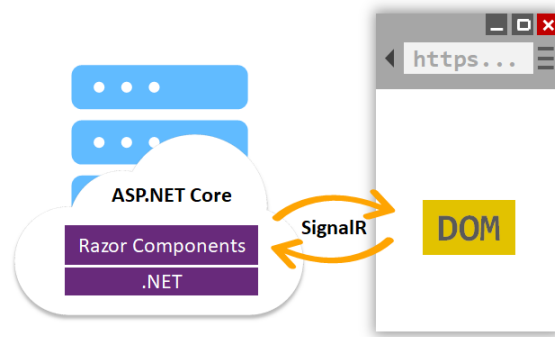 https...
ASP.NET Core
Razor Components
.NET
SignalR
DOM